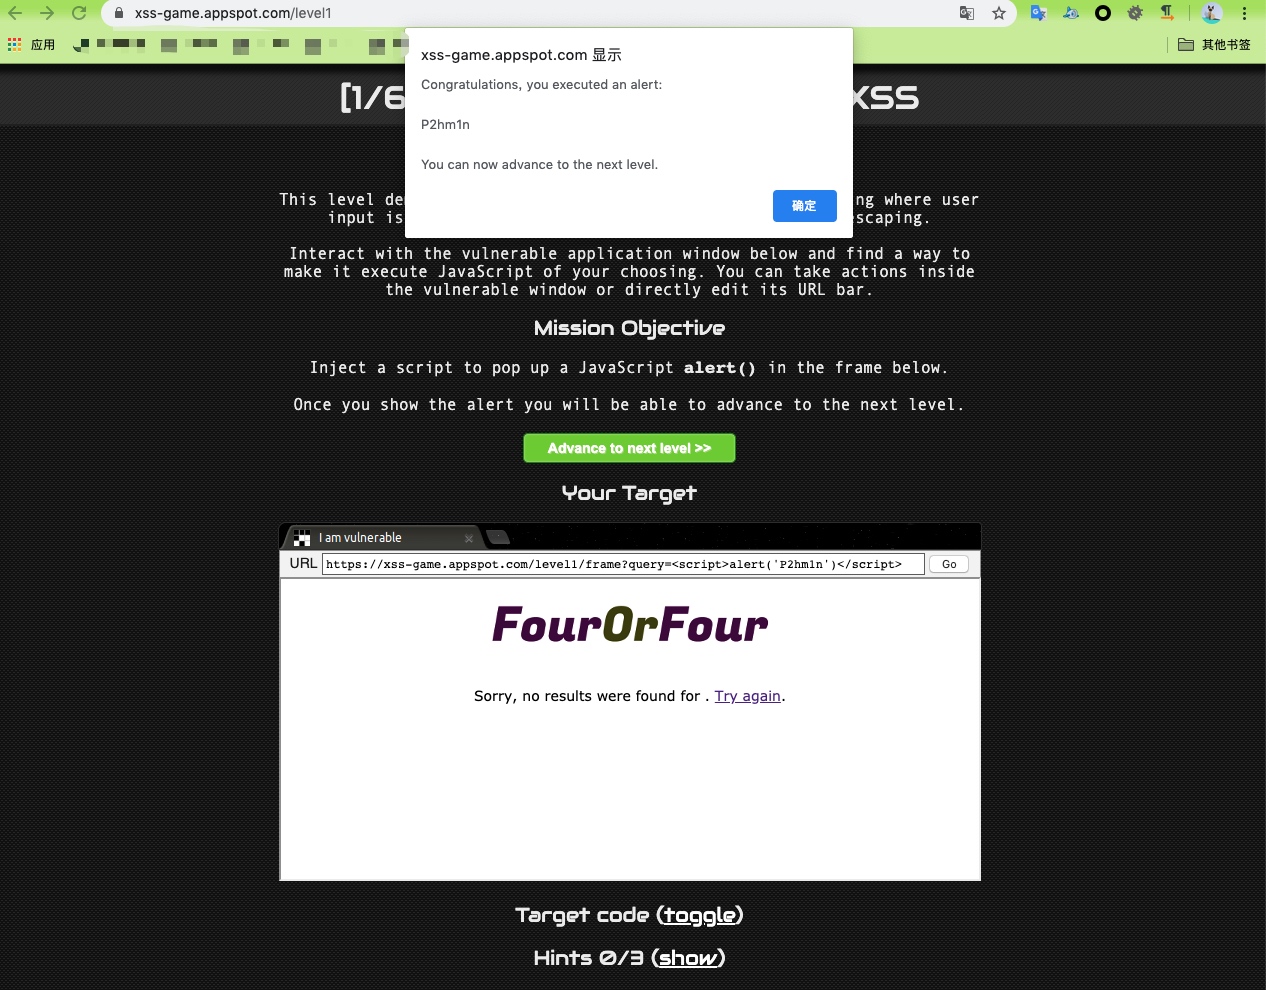 xss-game.appspot.com/level1
应用
其他书签
xss-game.appspot.com 显示
Congratulations, you executed an alert:
P2hm1n
You can now advance to the next level.
确定
[1/6
XSS
This level de
ng where user
input is
scaping.
Interact with the vulnerable application window below and find a way to
make it execute JavaScript of your choosing. You can take actions inside
the vulnerable window or directly edit its URL bar.
Mission Objective
Inject a script to pop up a JavaScript alert() in the frame below.
Once you show the alert you will be able to advance to the next level.
Advance to next level >>
Your Target
I am vulnerable
URL https://xss-game.appspot.com/level1/frame?query=<script>alert('P2hm1n')</script> Go
FourOrFour
Sorry, no results were found for . Try again.
Target code (toggle)
Hints 0/3 (show)